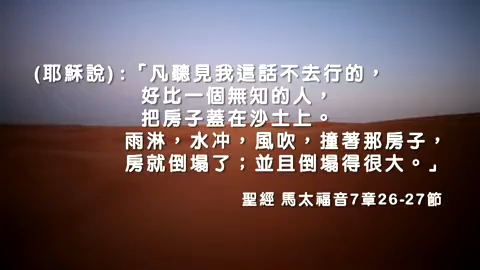 (耶穌說)：「凡聽見我這話不去行的，
好比一個無知的人，
把房子蓋在沙土上。
雨淋，水冲，風吹，撞著那房子，
房就倒塌了；並且倒塌得很大。」
聖經 馬太福音7章26-27節